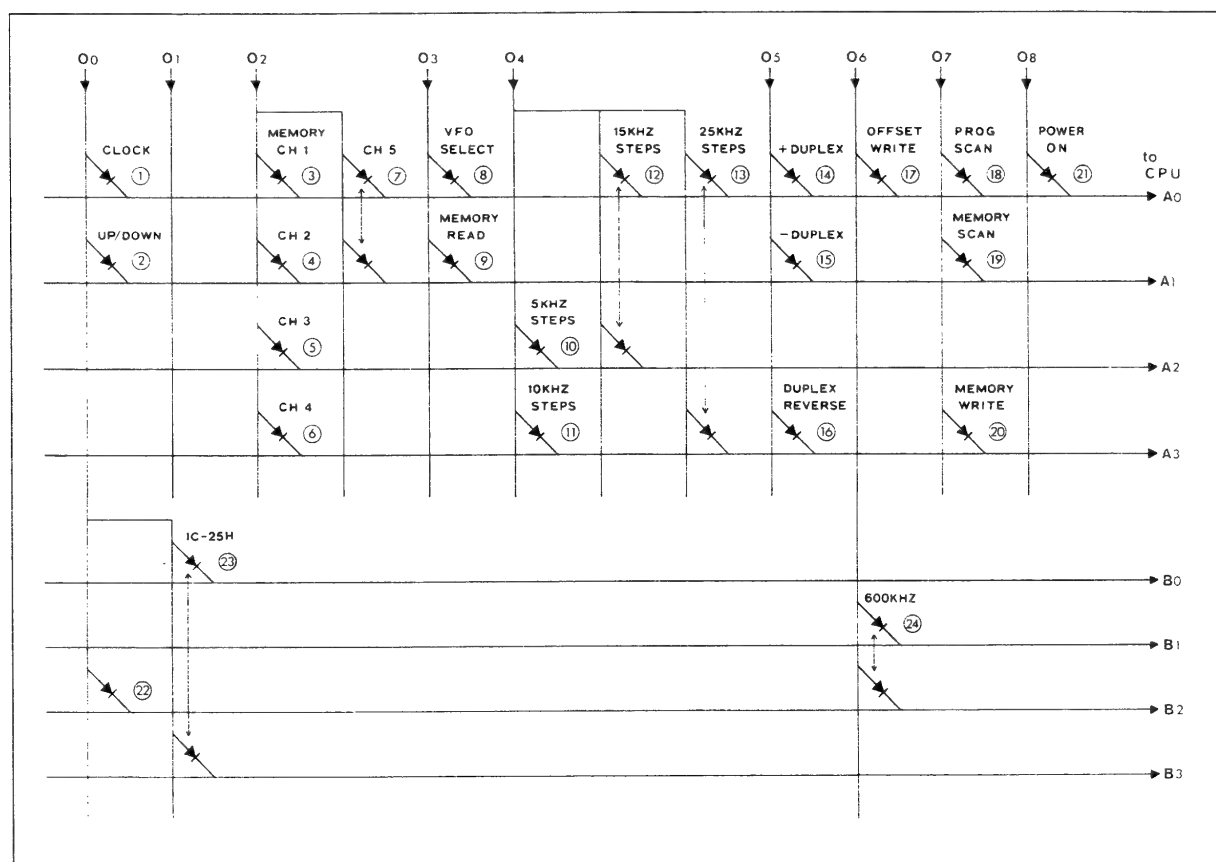 O0 O1 O2 O3 O4 O5 O6 O7 O8
CLOCK
1
MEMORY
CH 1
3
CH 5
7
VFO
SELECT
8
15KHZ
STEPS
12
25KHZ
STEPS
13
+DUPLEX
14
OFFSET
WRITE
17
PROG
SCAN
18
POWER
ON
21
to
CPU
A0
UP/DOWN
2
CH 2
4
MEMORY
READ
9
-DUPLEX
15
MEMORY
SCAN
19
A1
CH 3
5
5KHZ
STEPS
10
A2
CH 4
6
10KHZ
STEPS
11
DUPLEX
REVERSE
16
MEMORY
WRITE
20
A3
IC-25H
23
B0
600KHZ
24
B1
22
B2
B3